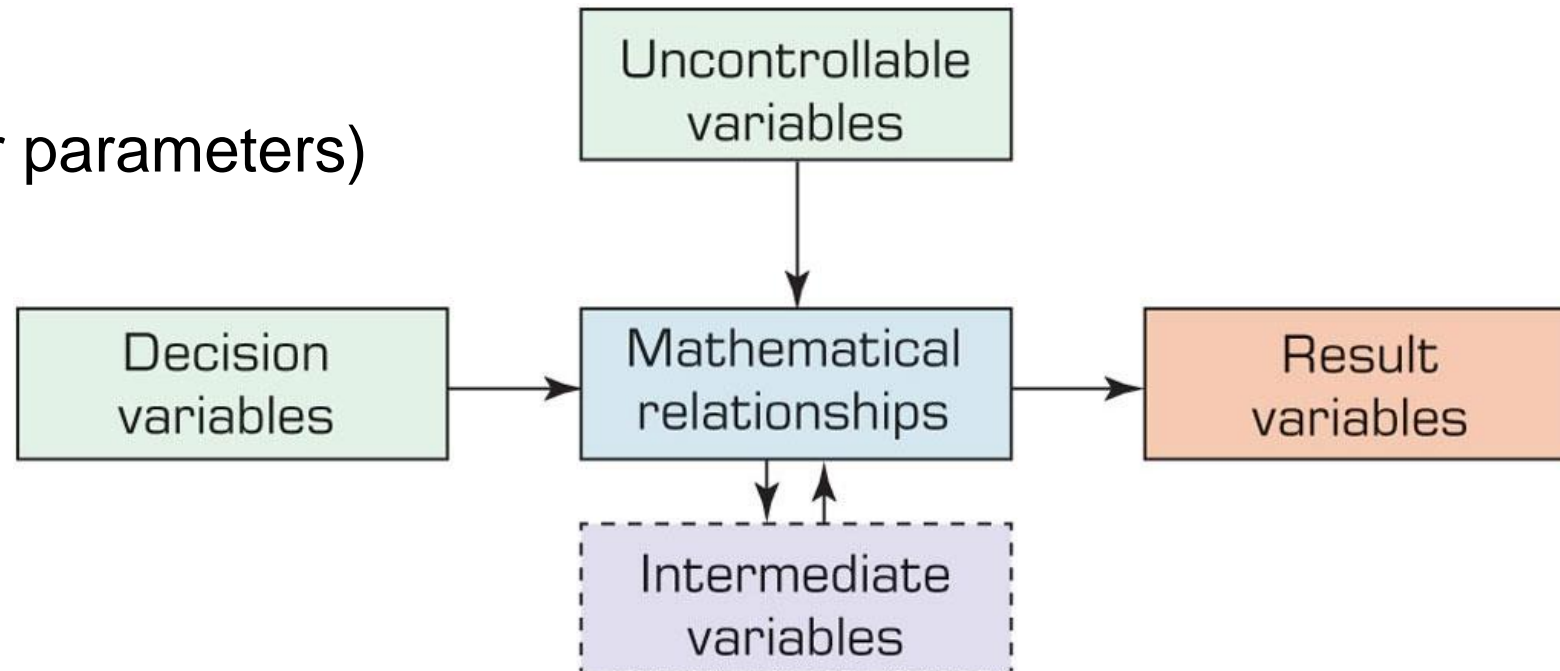 Uncontrollable
variables
parameters)
Decision
variables
Mathematical
relationships
Result
variables
Intermediate
variables